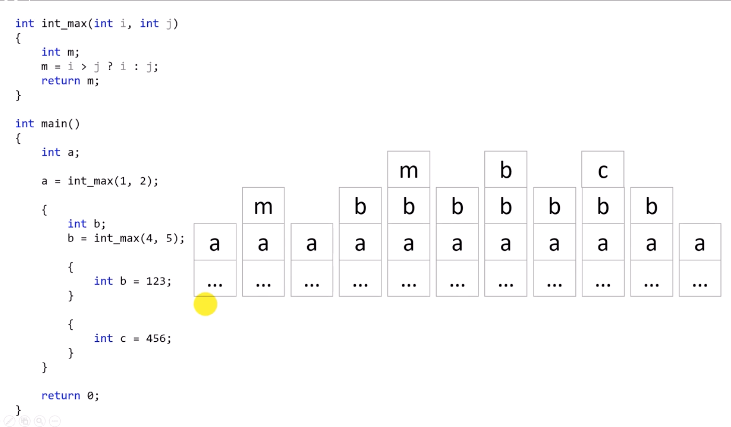 int int_max(int i, int j)
{
int m;
m = i > j ? i : j;
return m;
}
int main()
{
int a;
a = int_max(1, 2);
{
int b;
b = int_max(4, 5);
{
int b = 123;
}
{
int c = 456;
}
}
return 0;
}
m b c
m b b b b b b b
a a a a a a a a a a a
... ... ... ... ... ... ... ... ... ... ...